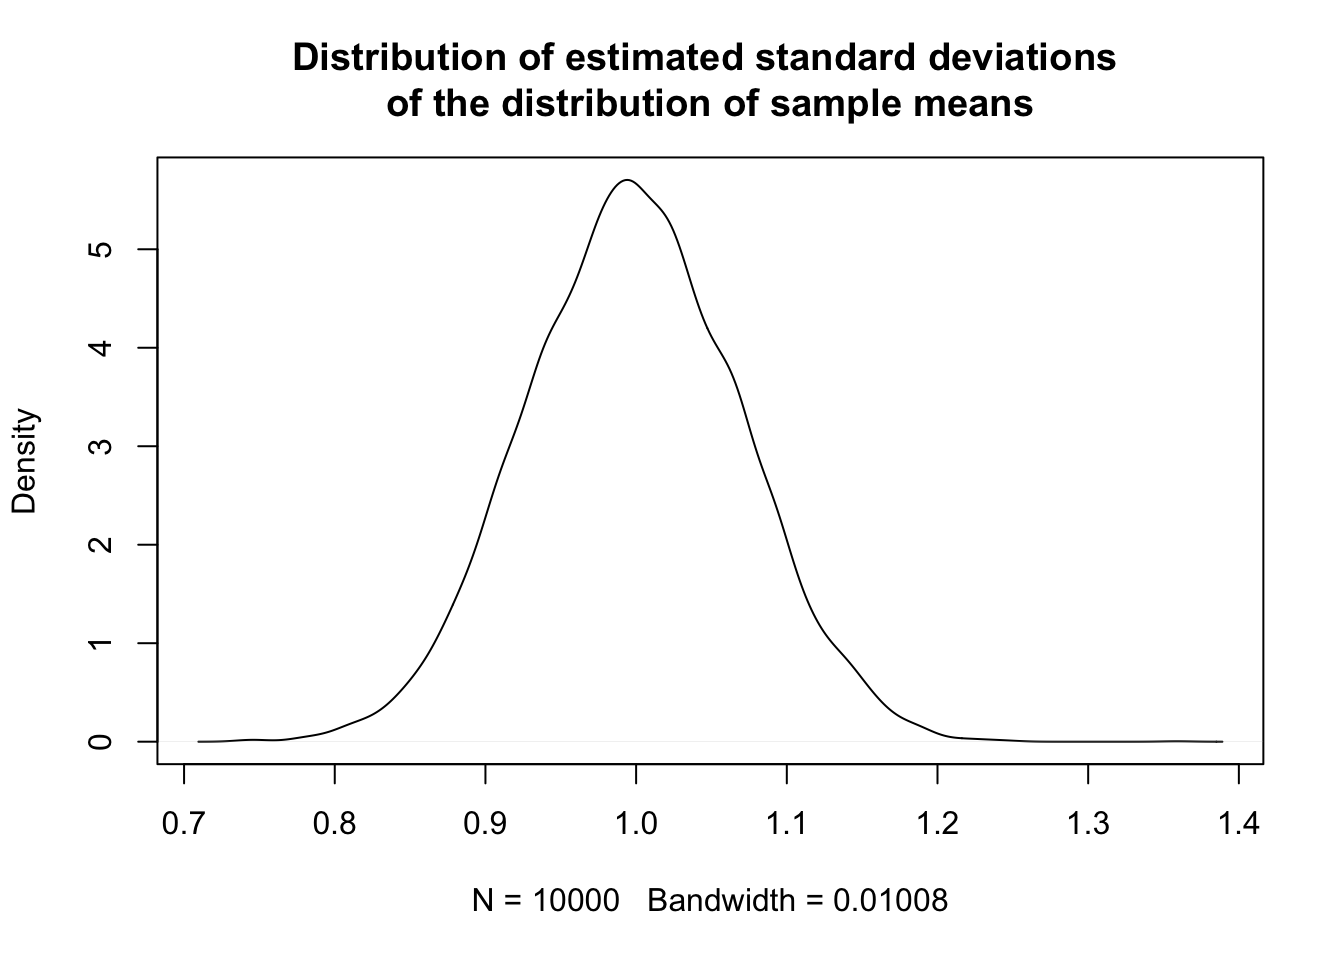 Distribution of estimated standard deviations
of the distribution of sample means
Density
5
4
3
2
1
0
0.7 0.8 0.9 1.0 1.1 1.2 1.3 1.4
N = 10000 Bandwidth = 0.01008